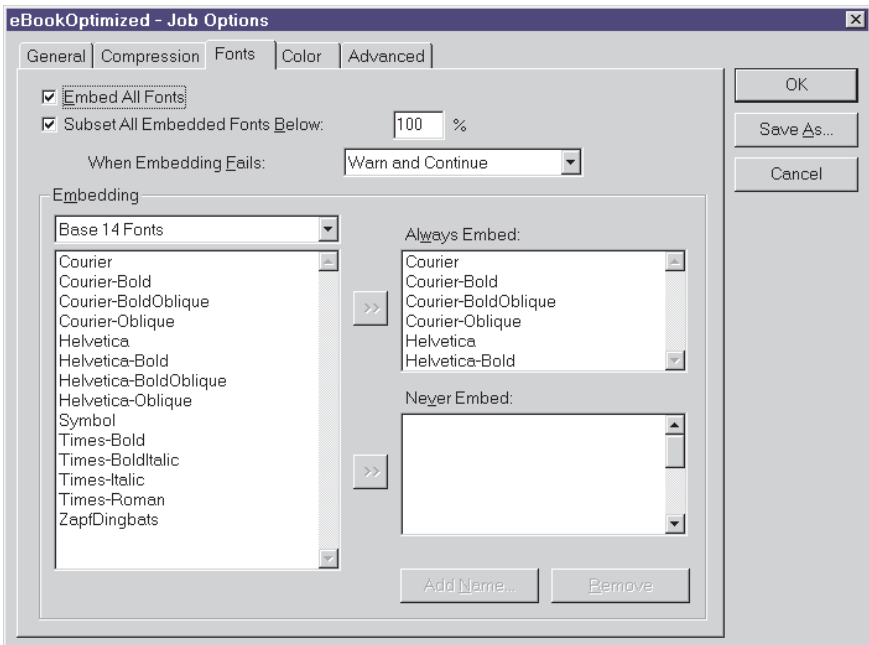 eBookOptimized - Job Options
General Compression Fonts Color Advanced
Embed All Fonts
Subset All Embedded Fonts Below: 100 %
When Embedding Fails: Warn and Continue
OK
Save As...
Cancel
Embedding
Base 14 Fonts
Courier
Courier-Bold
Courier-BoldOblique
Courier-Oblique
Helvetica
Helvetica-Bold
Helvetica-BoldOblique
Helvetica-Oblique
Symbol
Times-Bold
Times-BoldItalic
Times-Italic
Times-Roman
ZapfDingbats
>>
>>
Always Embed:
Courier
Courier-Bold
Courier-BoldOblique
Courier-Oblique
Helvetica
Helvetica-Bold
Never Embed:
Add Name... Remove